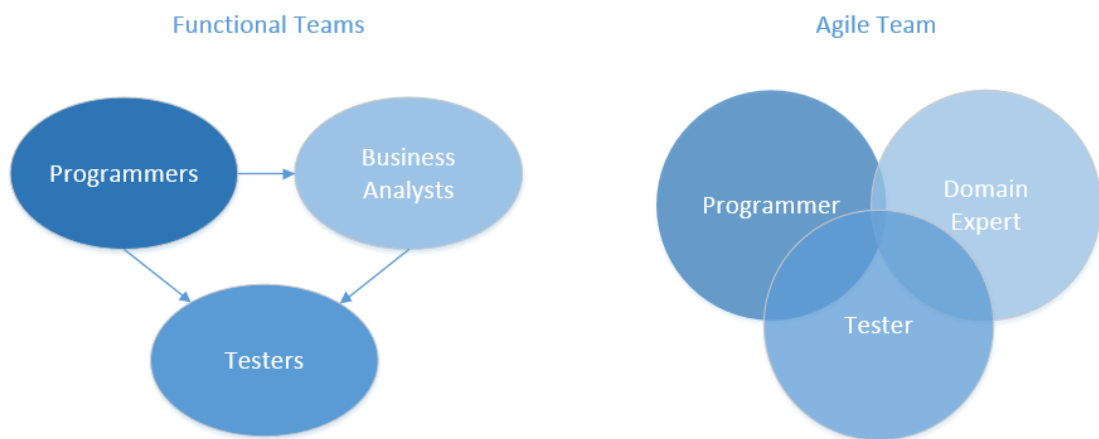 Functional Teams
Agile Team
Programmers
Business
Analysts
Testers
Programmer
Domain
Expert
Tester